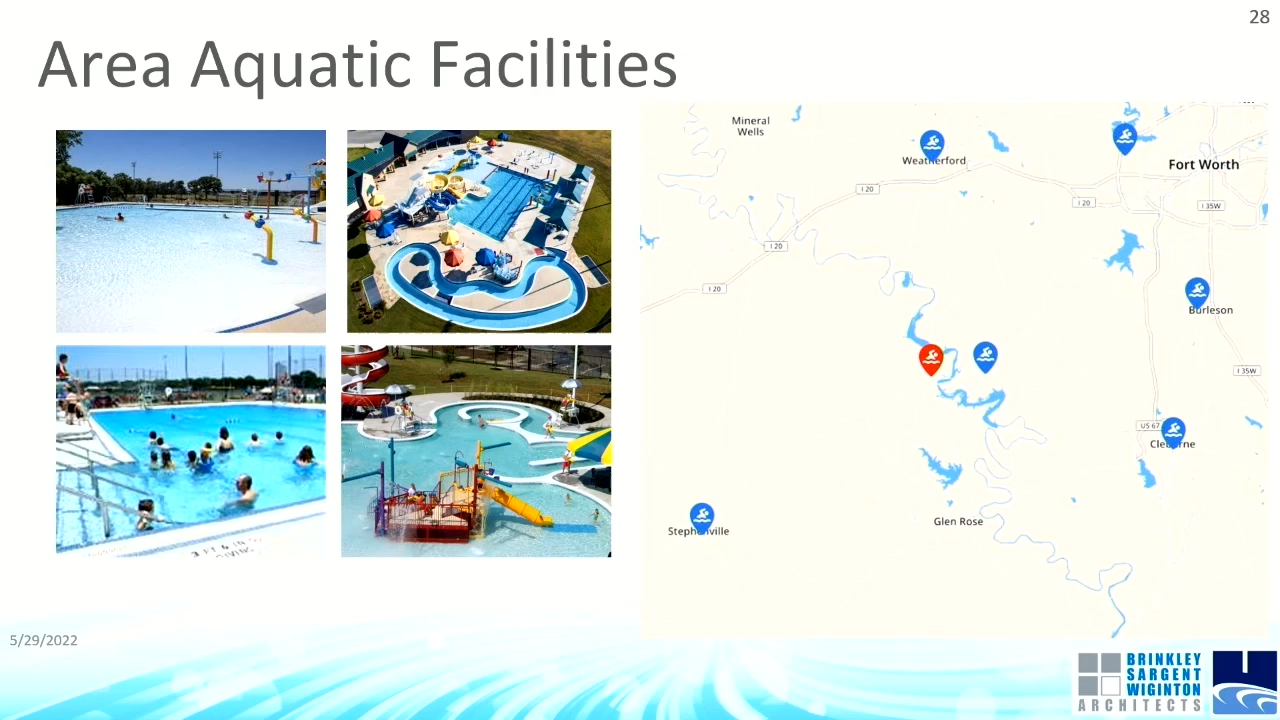 28
Area Aquatic Facilities
Mineral
Wells
Weatherford
Fort Worth
I 20
I 20
I 35W
I 20
I 20
Burleson
I 35W
US 67
Cleburne
Stephenville
Glen Rose
5/29/2022
BRINKLEY
SARGENT
WIGINTON
ARCHITECTS